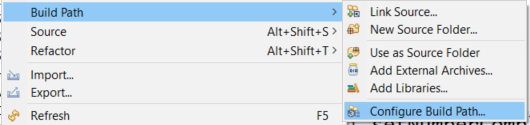 Build Path
Source Alt+Shift+S
Refactor Alt+Shift+T
Import...
Export...
Refresh F5
Link Source...
New Source Folder...
Use as Source Folder
Add External Archives...
Add Libraries...
Configure Build Path...